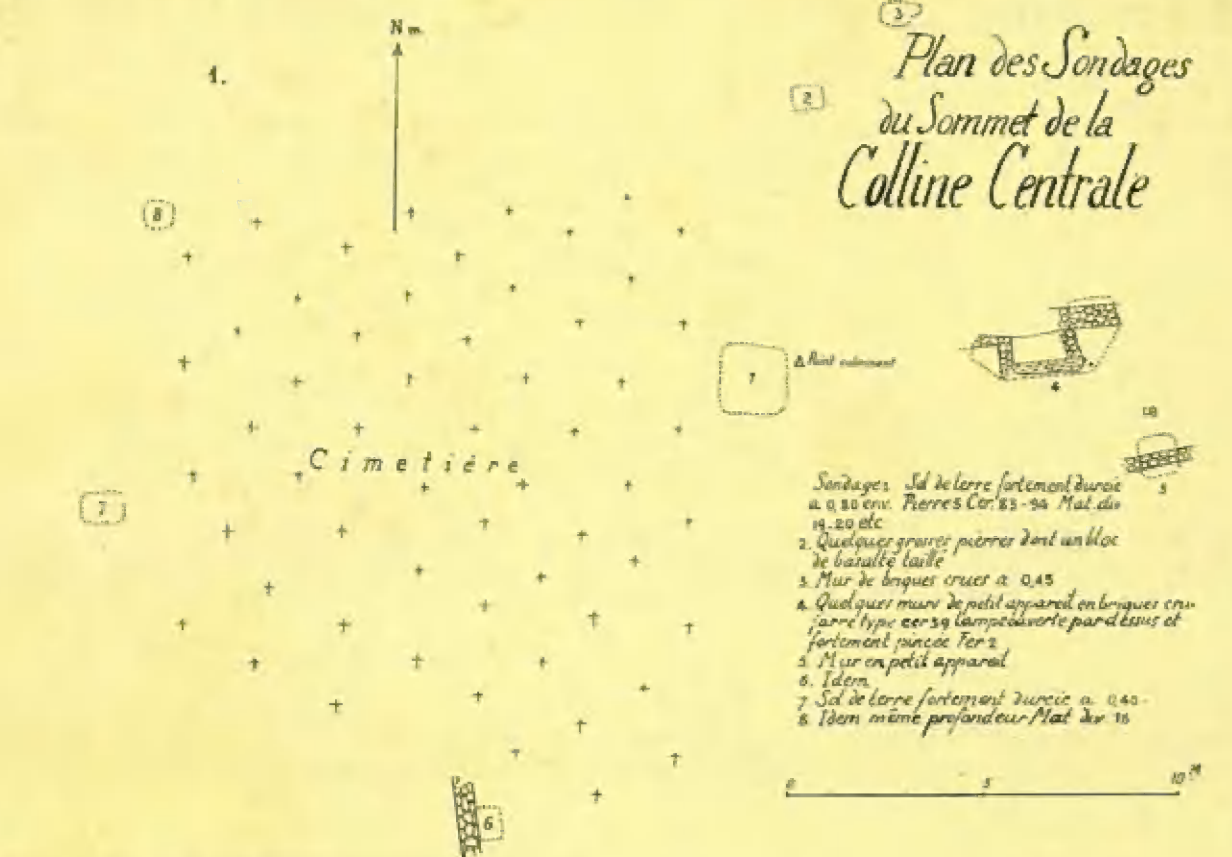 1.
N m.
3
Plan des Sondages
du Sommet de la
Colline Centrale
2
8
1
Point culminant
4
Cimetière
5
7
Sondages Sol de terre fortement durcie
a 0,80 env. Pierres Cer. 83-94 Mat. div
19-20 etc
2. Quelques grosses pierres dont un bloc
de basalte taillé
3. Mur de briques crues a 0,45
4. Quelques murs de petit appareil en briques crues
jarre type cer 39 lampe ouverte par dessus et
fortement pincée Fer 2
5. Mur en petit appareil
6. Idem
7 Sol de terre fortement durcie a 0,40
8 Idem même profondeur Mat div 18
0 5 10 M
6